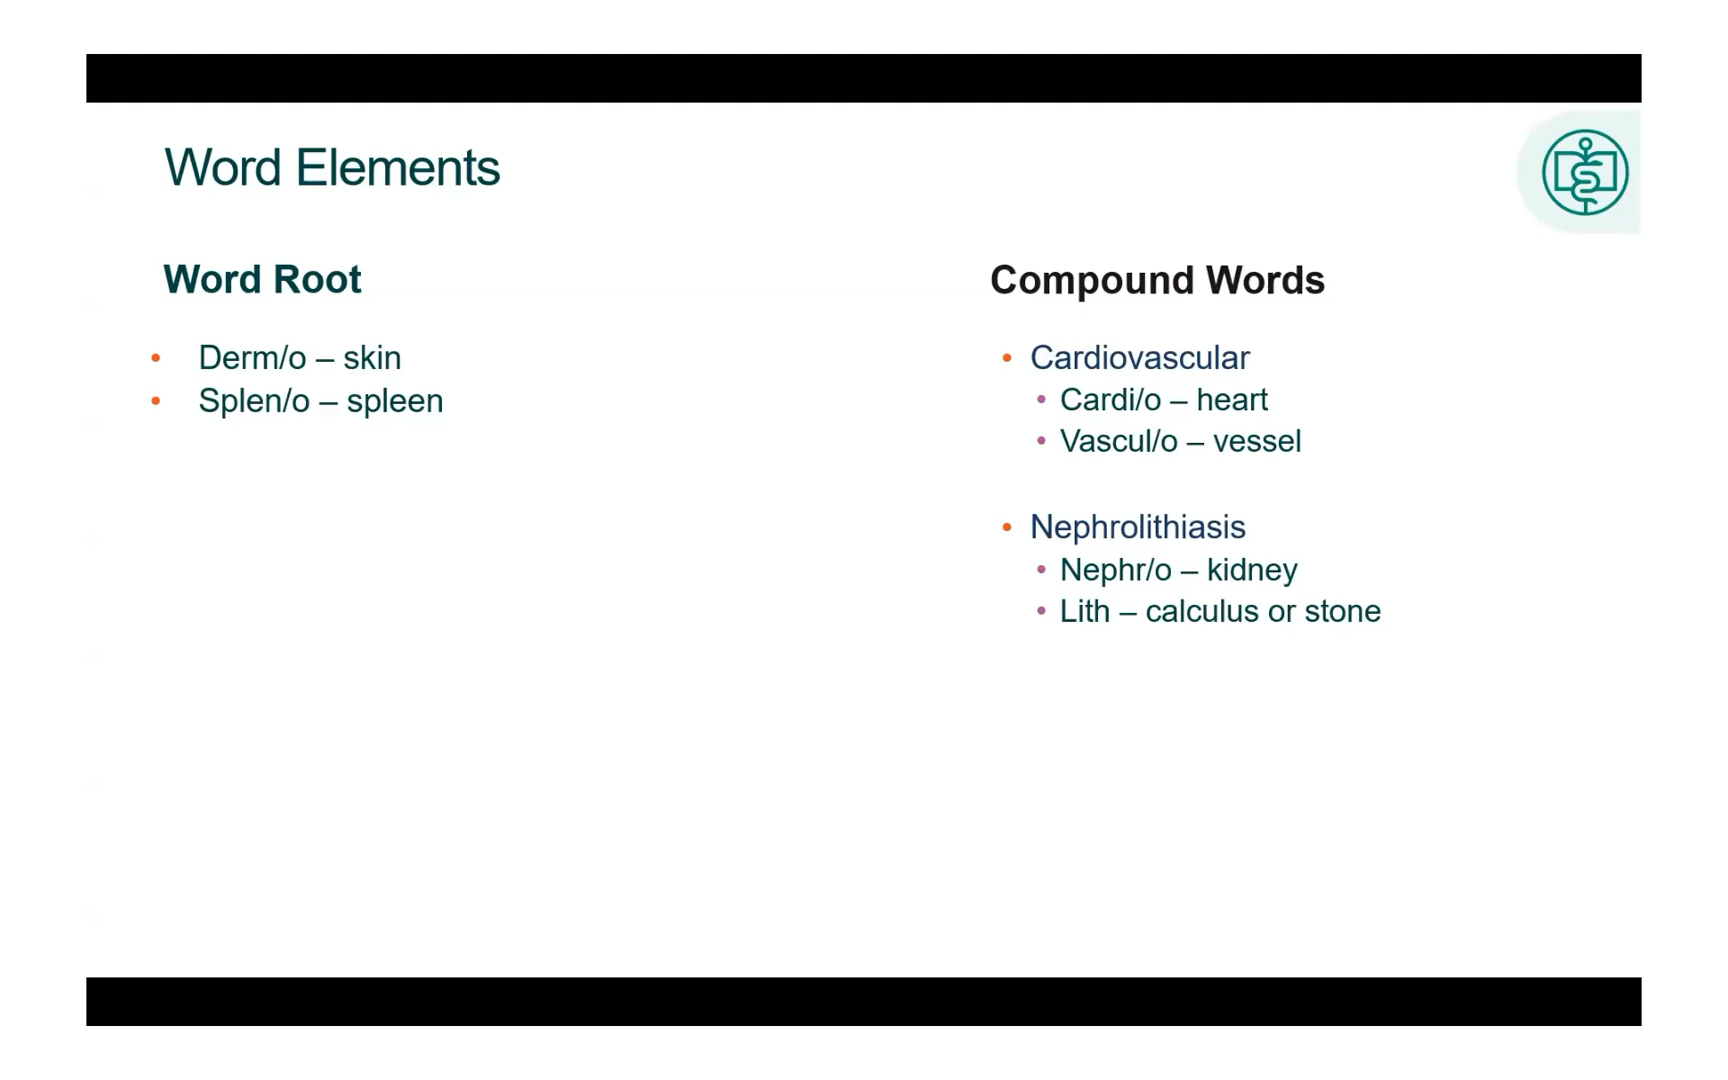 Word Elements
Word Root
• Derm/o – skin
• Splen/o – spleen
Compound Words
• Cardiovascular
• Cardi/o – heart
• Vascul/o – vessel
• Nephrolithiasis
• Nephr/o – kidney
• Lith – calculus or stone